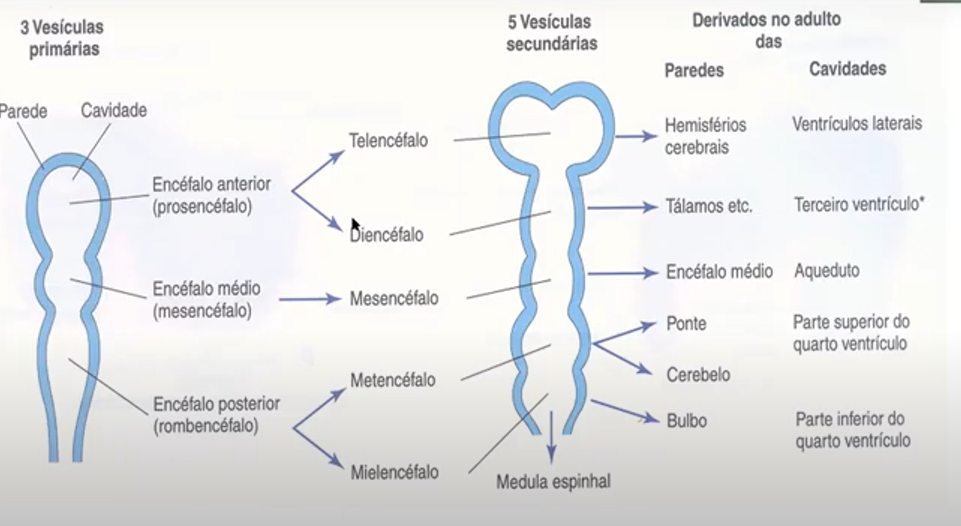 3 Vesículas
primárias
Parede
Cavidade
Encéfalo anterior
(prosencéfalo)
Encéfalo médio
(mesencéfalo)
Encéfalo posterior
(rombencéfalo)
Telencéfalo
Diencéfalo
Mesencéfalo
Metencéfalo
Mielencéfalo
5 Vesículas
secundárias
Medula espinhal
Derivados no adulto
das
Paredes
Cavidades
Hemisférios
cerebrais
Ventrículos laterais
Tálamos etc.
Terceiro ventrículo*
Encéfalo médio
Aqueduto
Ponte
Parte superior do
quarto ventrículo
Cerebelo
Bulbo
Parte inferior do
quarto ventrículo